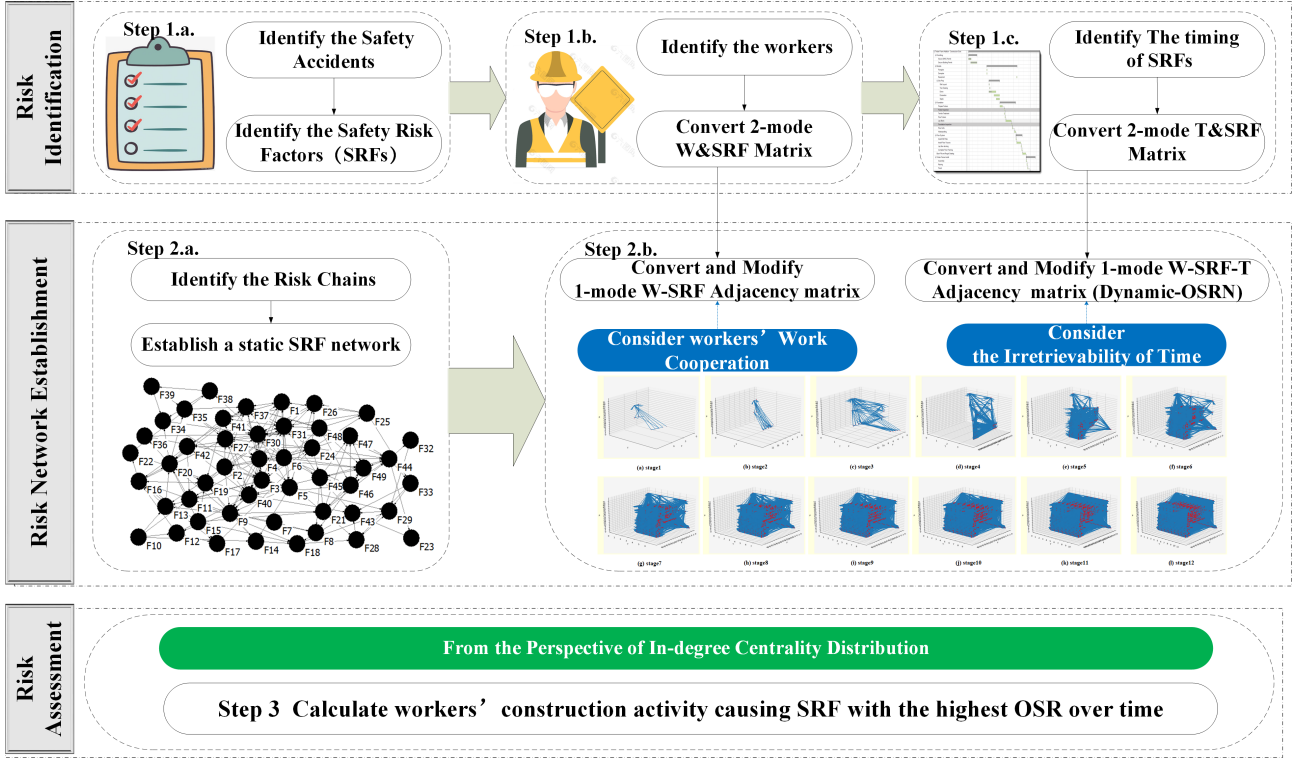 Risk
Identification
Step 1.a.
Identify the Safety
Accidents
Identify the Safety Risk
Factors（SRFs）
Step 1.b.
Identify the workers
Convert 2-mode
W&SRF Matrix
Step 1.c.
Identify The timing
of SRFs
Convert 2-mode T&SRF
Matrix
Risk Network Establishment
Step 2.a.
Identify the Risk Chains
Establish a static SRF network
F39
F38
F35
F37
F1
F26
F25
F34
F41
F31
F48
F47
F32
F36
F42
F27
F30
F24
F44
F22
F20
F2
F4
F6
F49
F16
F19
F3
F5
F45
F46
F33
F13
F11
F40
F15
F9
F7
F21
F43
F29
F10
F12
F17
F14
F18
F8
F28
F23
Step 2.b.
Convert and Modify
1-mode W-SRF Adjacency matrix
Convert and Modify 1-mode W-SRF-T
Adjacency matrix (Dynamic-OSRN)
Consider workers’ Work
Cooperation
Consider
the Irretrievability of Time
(a) stage1
(b) stage2
(c) stage3
(d) stage4
(e) stage5
(f) stage6
(g) stage7
(h) stage8
(i) stage9
(j) stage10
(k) stage11
(l) stage12
Risk
Assessment
From the Perspective of In-degree Centrality Distribution
Step 3 Calculate workers’ construction activity causing SRF with the highest OSR over time